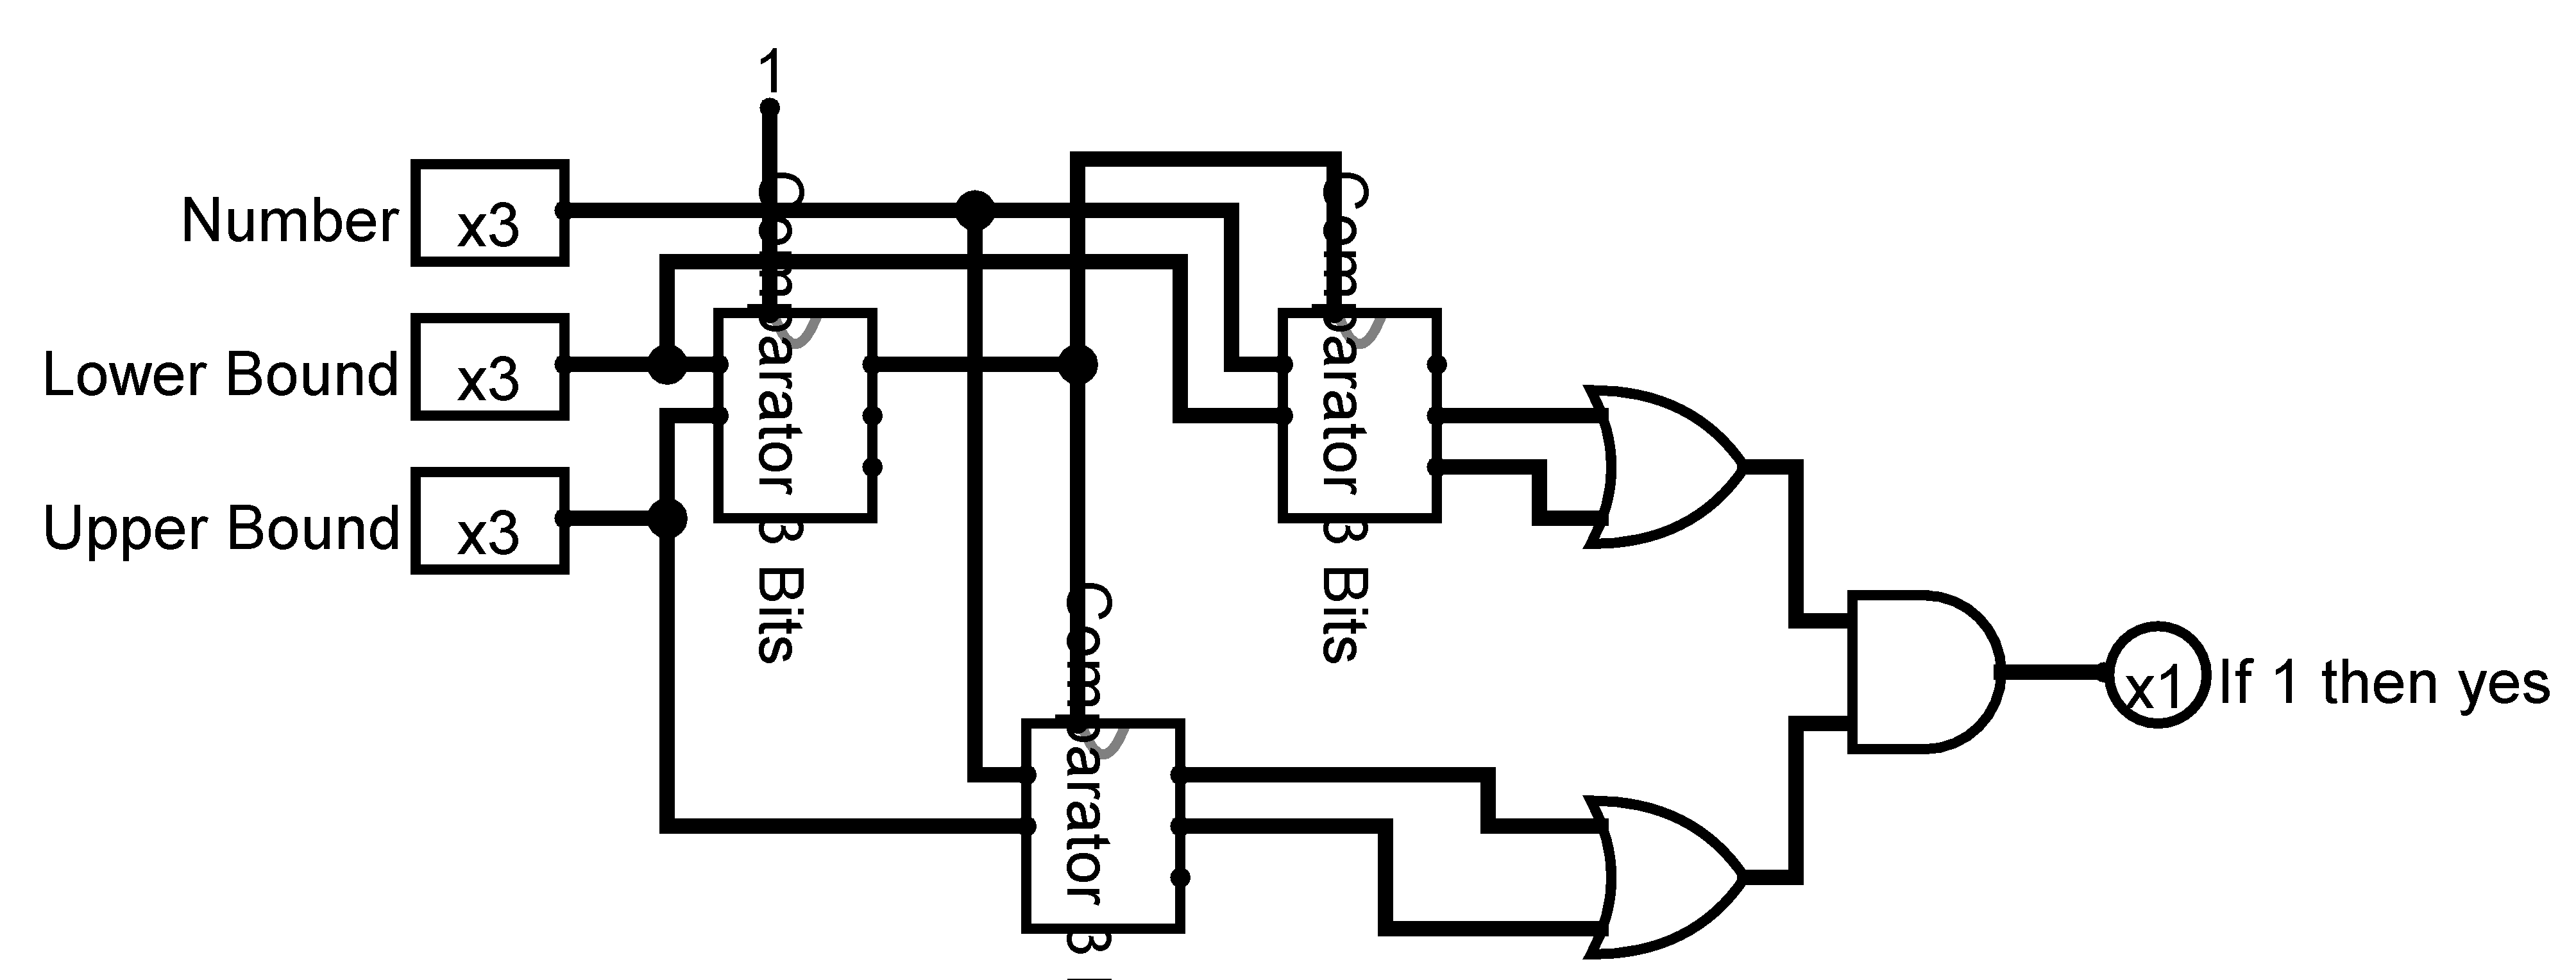 1
Number x3
Lower Bound x3
Upper Bound x3
Comparator 3 Bits
Comparator 3 Bits
Comparator 3
x1 If 1 then yes